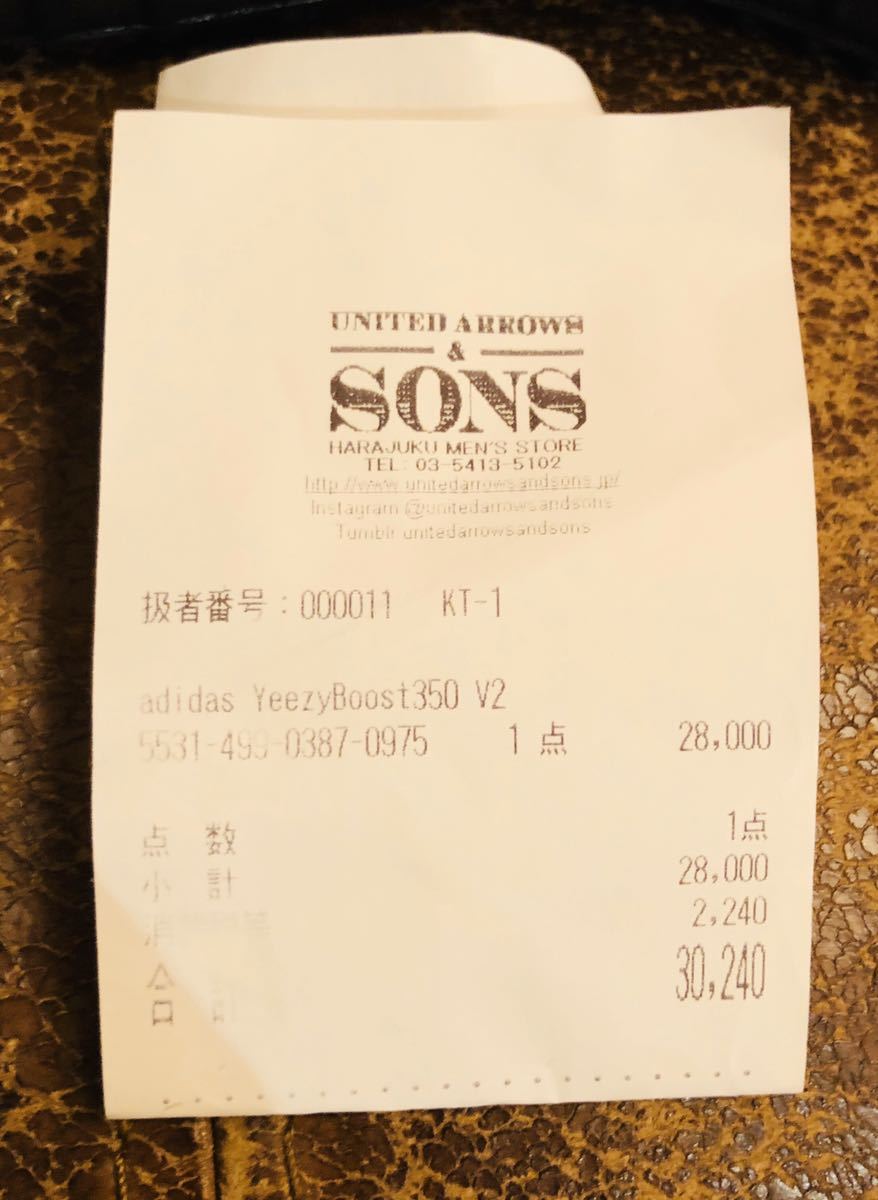 UNITED ARROWS
&
SONS
HARAJUKU MEN'S STORE
TEL: 03-5413-5102
http://www.unitedarrowsandsons.jp/
Instagram @unitedarrowsandsons
Tumblr unitedarrowsandsons
扱者番号：000011 KT-1
adidas YeezyBoost350 V2
5531-499-0387-0975 1点 28,000
点 数 1点
小 計 28,000
2,240
合 計 30,240